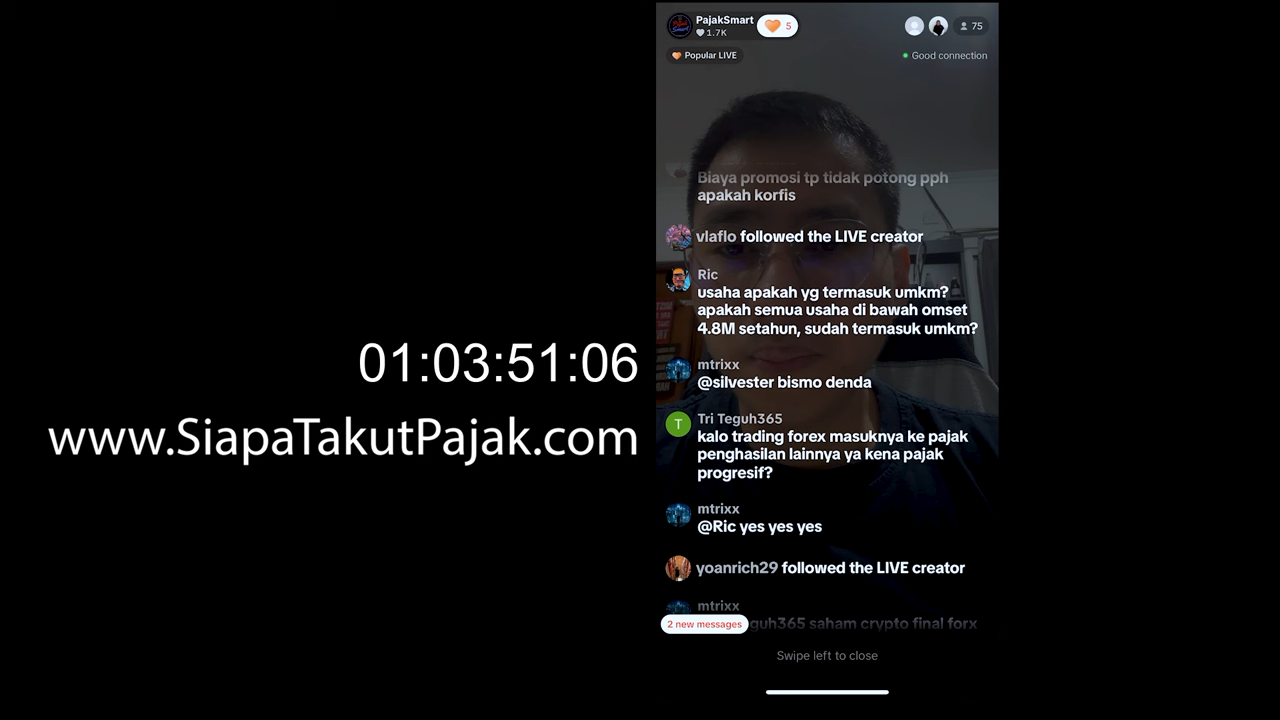 01:03:51:06
www.SiapaTakutPajak.com
PajakSmart
1.7K
5
75
Popular LIVE
Good connection
Biaya promosi tp tidak potong pph
apakah korfis
vlaflo followed the LIVE creator
Ric
usaha apakah yg termasuk umkm?
apakah semua usaha di bawah omset
4.8M setahun, sudah termasuk umkm?
mtrixx
@silvester bismo denda
T
Tri Teguh365
kalo trading forex masuknya ke pajak
penghasilan lainnya ya kena pajak
progresif?
mtrixx
@Ric yes yes yes
yoanrich29 followed the LIVE creator
mtrixx
2 new messages
guh365 saham crypto final forx
Swipe left to close